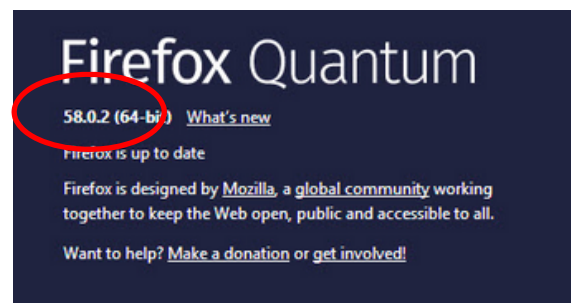 Firefox Quantum
58.0.2 (64-bit) What's new
Firefox is up to date
Firefox is designed by Mozilla, a global community working
together to keep the Web open, public and accessible to all.
Want to help? Make a donation or get involved!